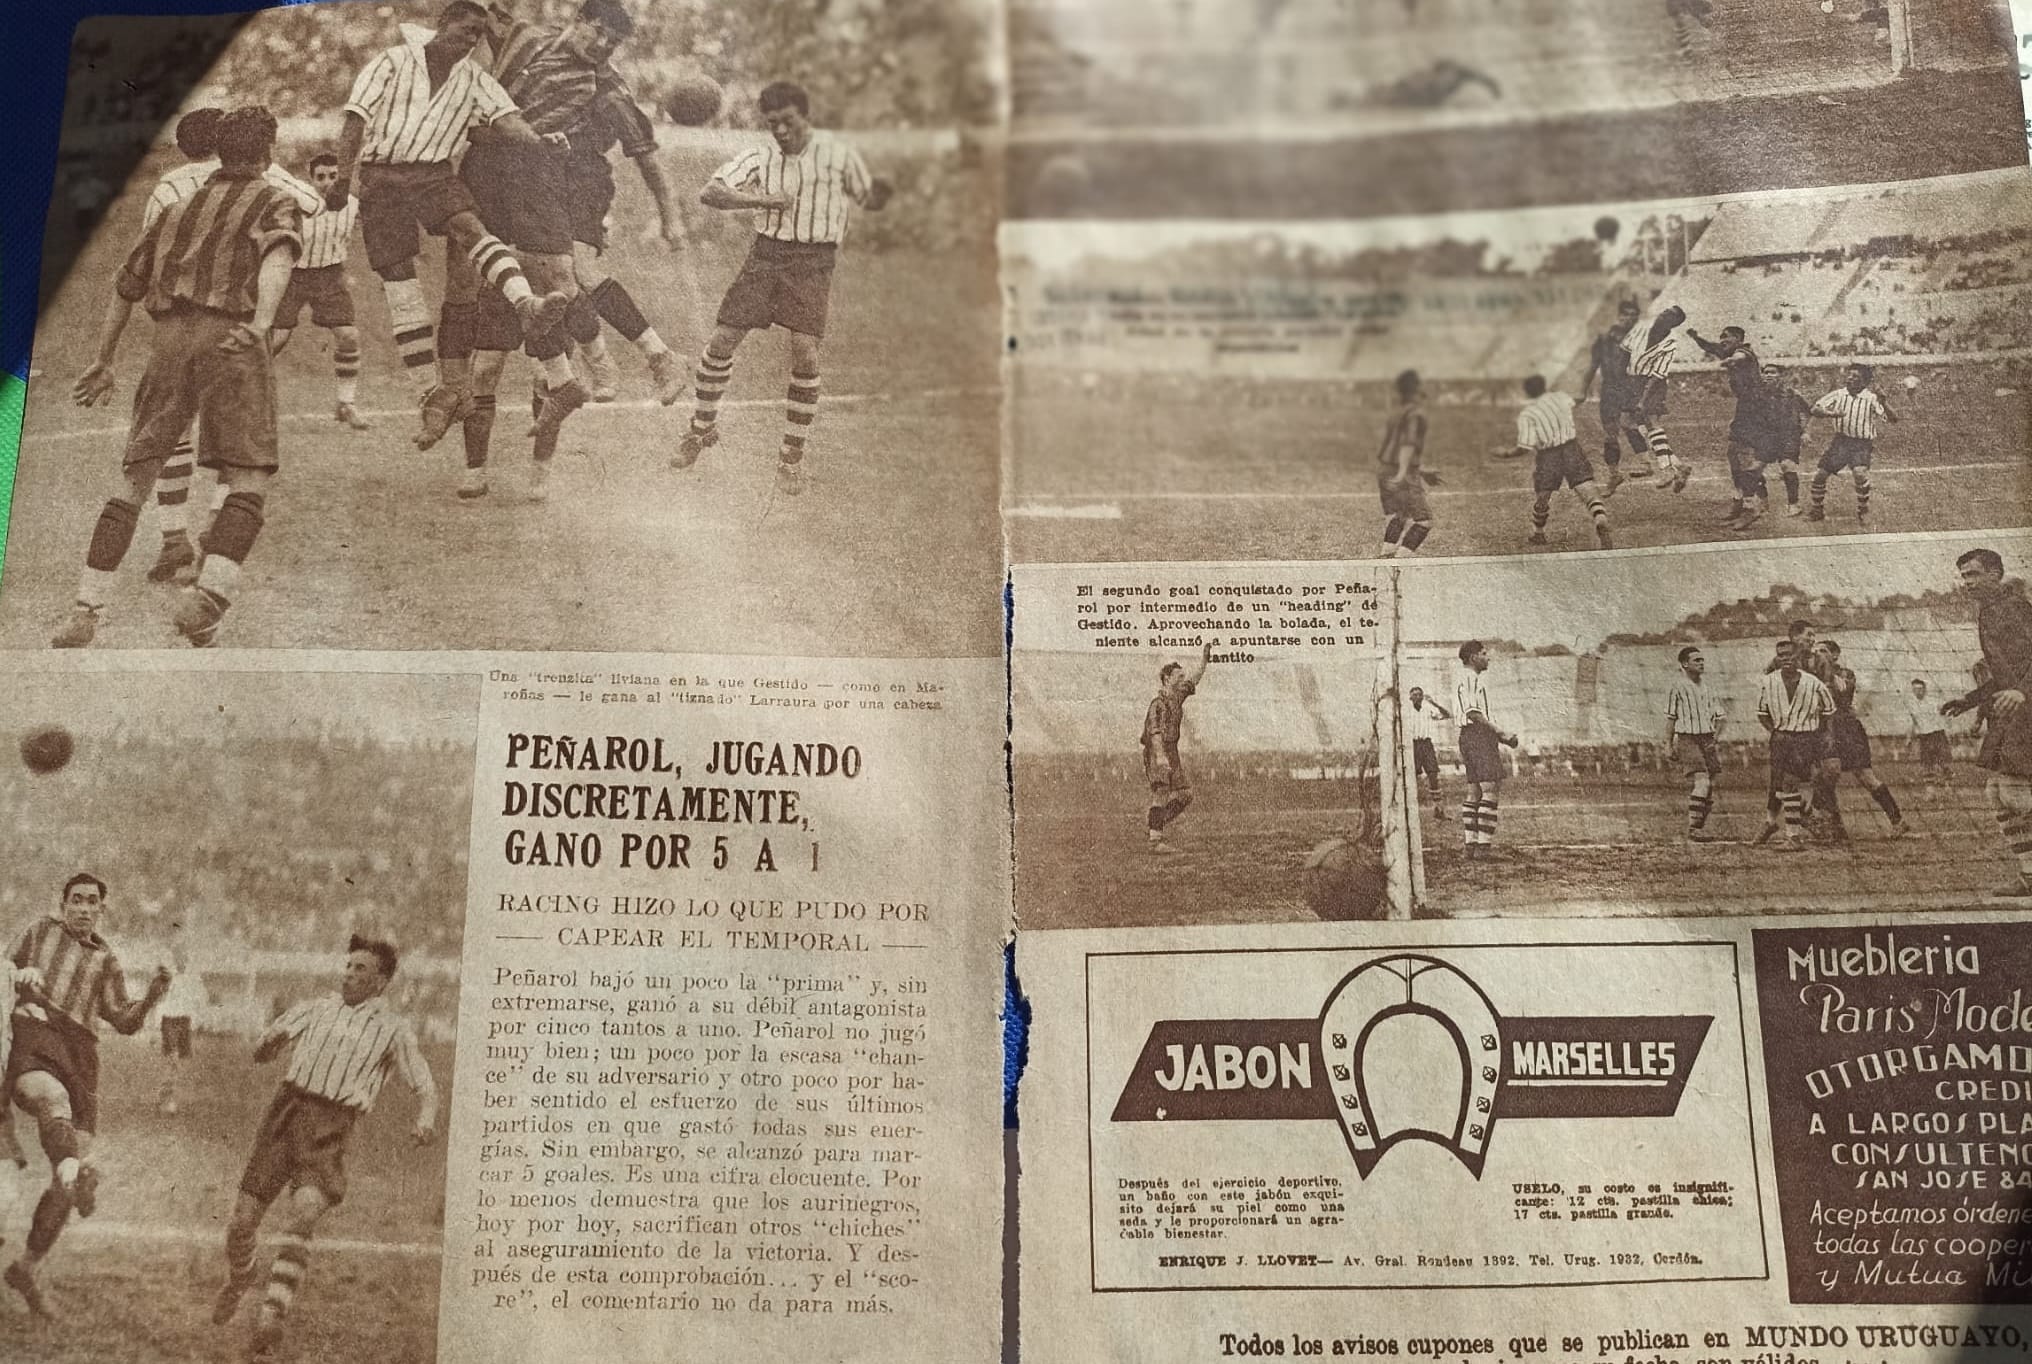 Una "trenzita" liviana en la que Gestido — como en Ma-
roñas — le gana al "tiznado" Larraura por una cabeza
PEÑAROL, JUGANDO
DISCRETAMENTE,
GANO POR 5 A 1
RACING HIZO LO QUE PUDO POR
—— CAPEAR EL TEMPORAL ——
Peñarol bajó un poco la "prima" y, sin
extremarse, ganó a su débil antagonista
por cinco tantos a uno. Peñarol no jugó
muy bien; un poco por la escasa "chan-
ce" de su adversario y otro poco por ha-
ber sentido el esfuerzo de sus últimos
partidos en que gastó todas sus ener-
gías. Sin embargo, se alcanzó para mar-
car 5 goales. Es una cifra elocuente. Por
lo menos demuestra que los aurinegros,
hoy por hoy, sacrifican otros "chiches"
al aseguramiento de la victoria. Y des-
pués de esta comprobación... y el "sco-
re", el comentario no da para más.
El segundo goal conquistado por Peña-
rol por intermedio de un "heading" de
Gestido. Aprovechando la bolada, el te-
niente alcanzó a apuntarse con un
tantito
JABON MARSELLES
Después del ejercicio deportivo,
un baño con este jabón exqui-
sito dejará su piel como una
seda y le proporcionará un agra-
dable bienestar.
USELO, su costo es insignifi-
cante: 12 cts. pastilla chica;
17 cts. pastilla grande.
ENRIQUE J. LLOVET— Av. Gral. Rondeau 1392. Tel. Urug. 1932, Cordón.
Muebleria
Paris Mode
OTORGAMO
CREDI
A LARGOS PLA
CONSULTENO
SAN JOSE 84
Aceptamos órdene
todas las cooper
y Mutua Mi
Todos los avisos cupones que se publican en MUNDO URUGUAYO,
son válidos